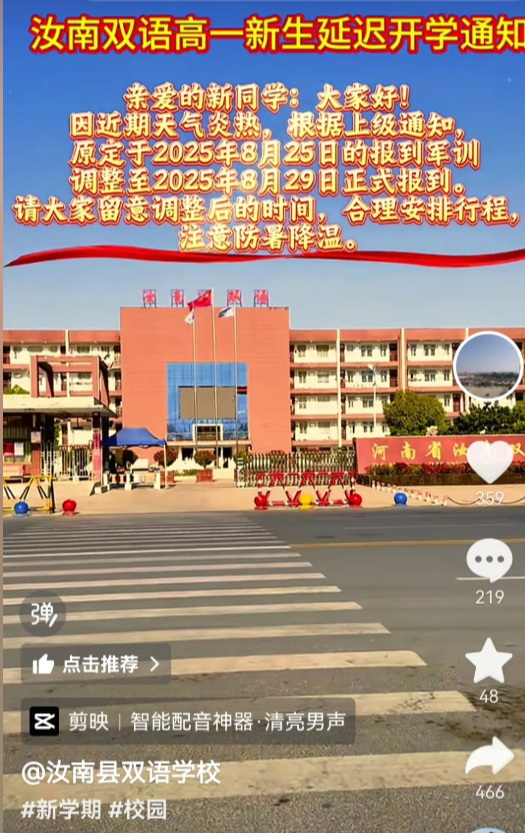 汝南双语高一新生延迟开学通知
亲爱的新同学：大家好！
因近期天气炎热，根据上级通知，
原定于2025年8月25日的报到军训
调整至2025年8月29日正式报到。
请大家留意调整后的时间，合理安排行程，
注意防暑降温。
河南省汝南双
359
219
弹
点击推荐 >
48
剪映｜智能配音神器·清亮男声
466
@汝南县双语学校
#新学期 #校园